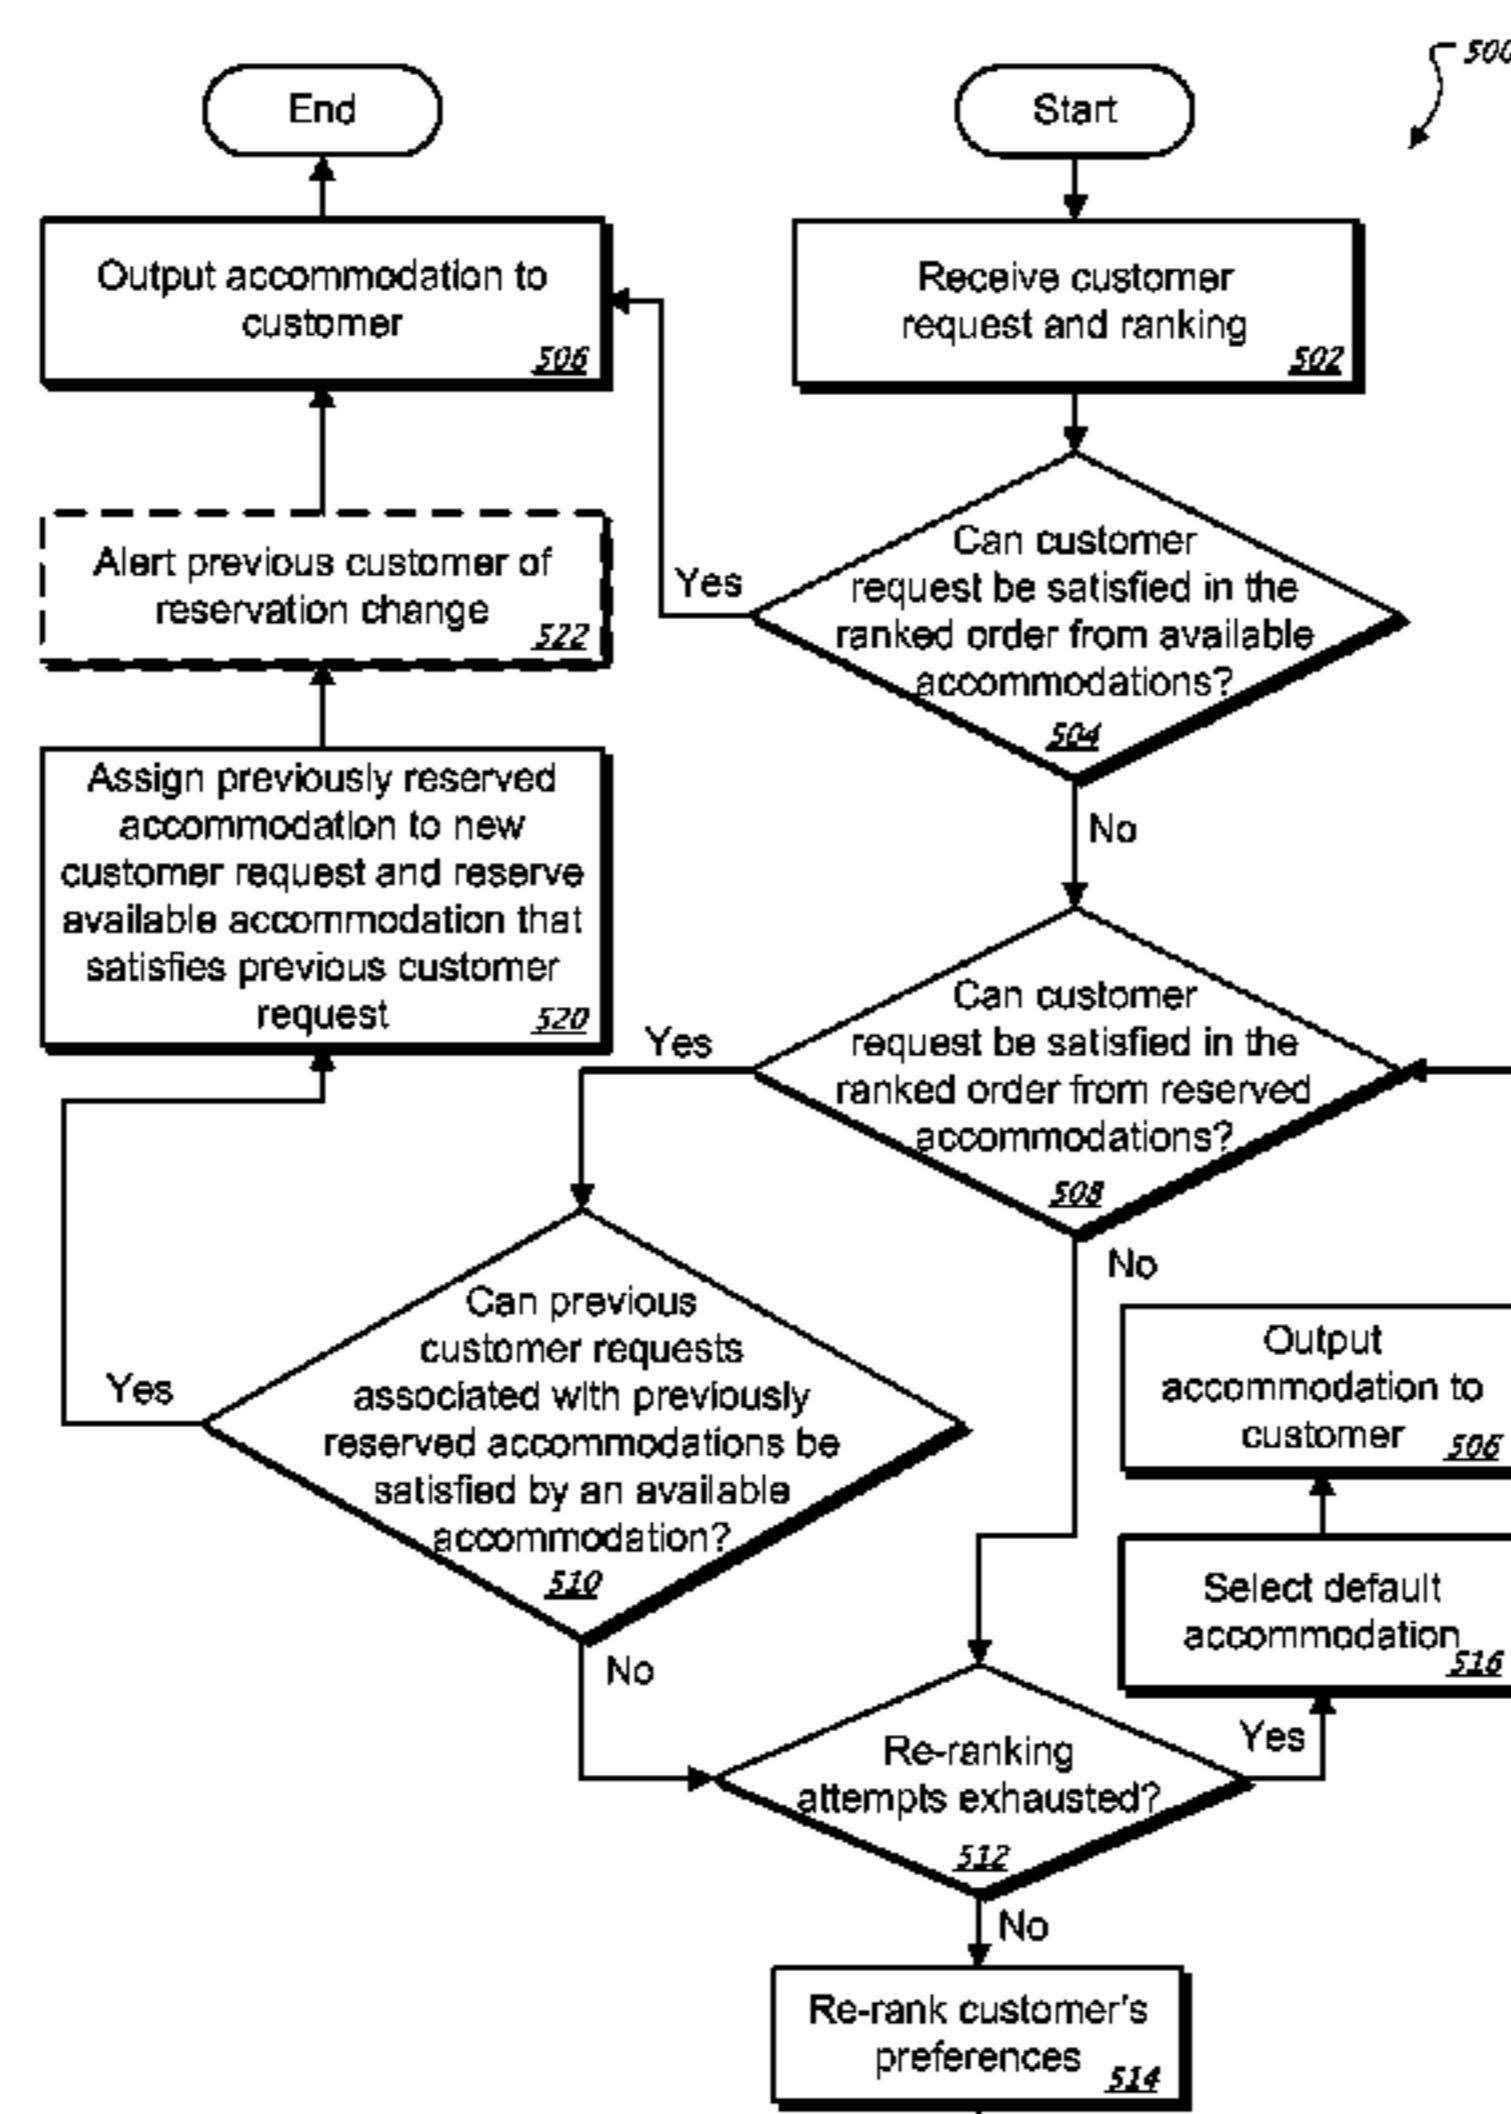 500
End
Start
Output accommodation to
customer
506
Receive customer
request and ranking
502
Alert previous customer of
reservation change
522
Yes
Can customer
request be satisfied in the
ranked order from available
accommodations?
504
No
Assign previously reserved
accommodation to new
customer request and reserve
available accommodation that
satisfies previous customer
request
520
Yes
Can customer
request be satisfied in the
ranked order from reserved
accommodations?
508
No
Yes
Can previous
customer requests
associated with previously
reserved accommodations be
satisfied by an available
accommodation?
510
No
Output
accommodation to
customer
506
Select default
accommodation
516
Yes
Re-ranking
attempts exhausted?
512
No
Re-rank customer's
preferences
514